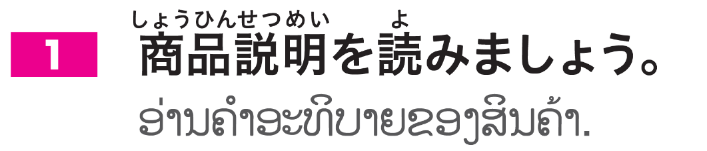 しょうひんせつめい よ
1 商品説明を読みましょう。
ອ່ານຄຳອະທິບາຍຂອງສິນຄ້າ.